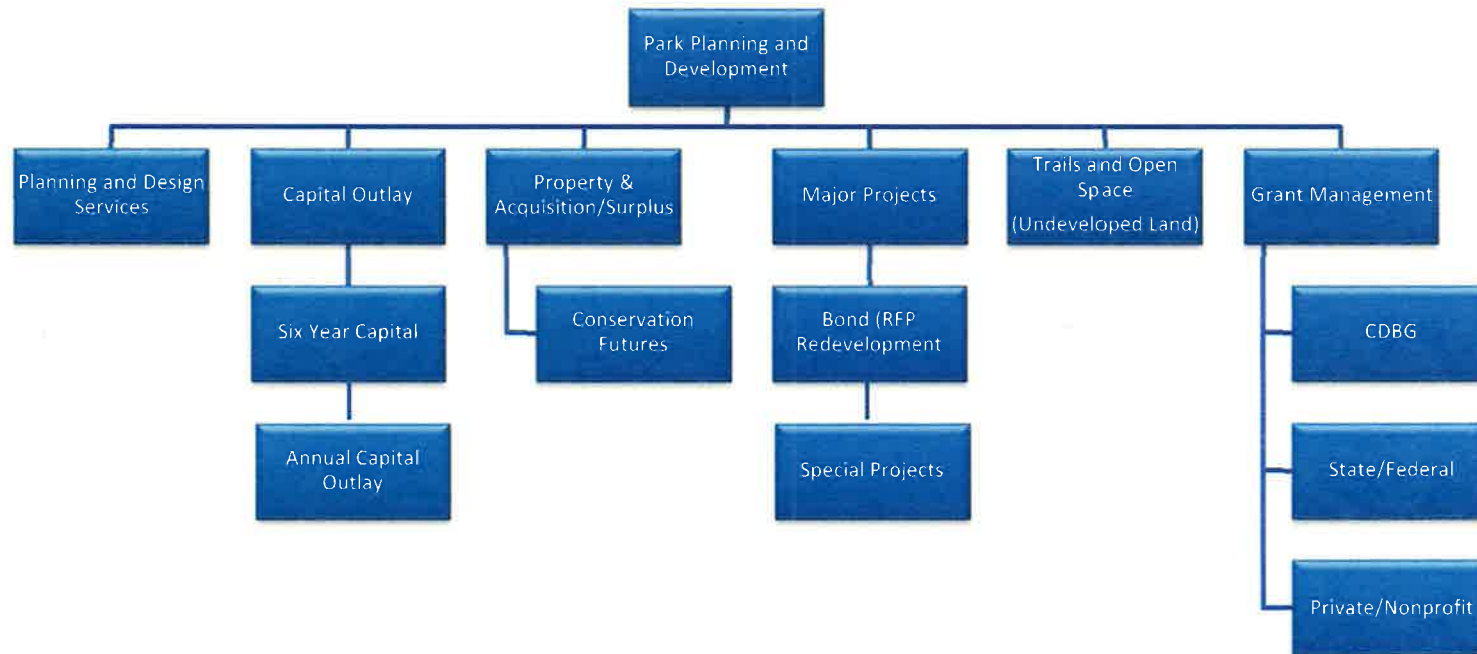 Park Planning and
Development
Planning and Design
Services
Capital Outlay
Property &
Acquisition/Surplus
Major Projects
Trails and Open
Space
(Undeveloped Land)
Grant Management
Six Year Capital
Conservation
Futures
Bond (RFP
Redevelopment
CDBG
Annual Capital
Outlay
Special Projects
State/Federal
Private/Nonprofit